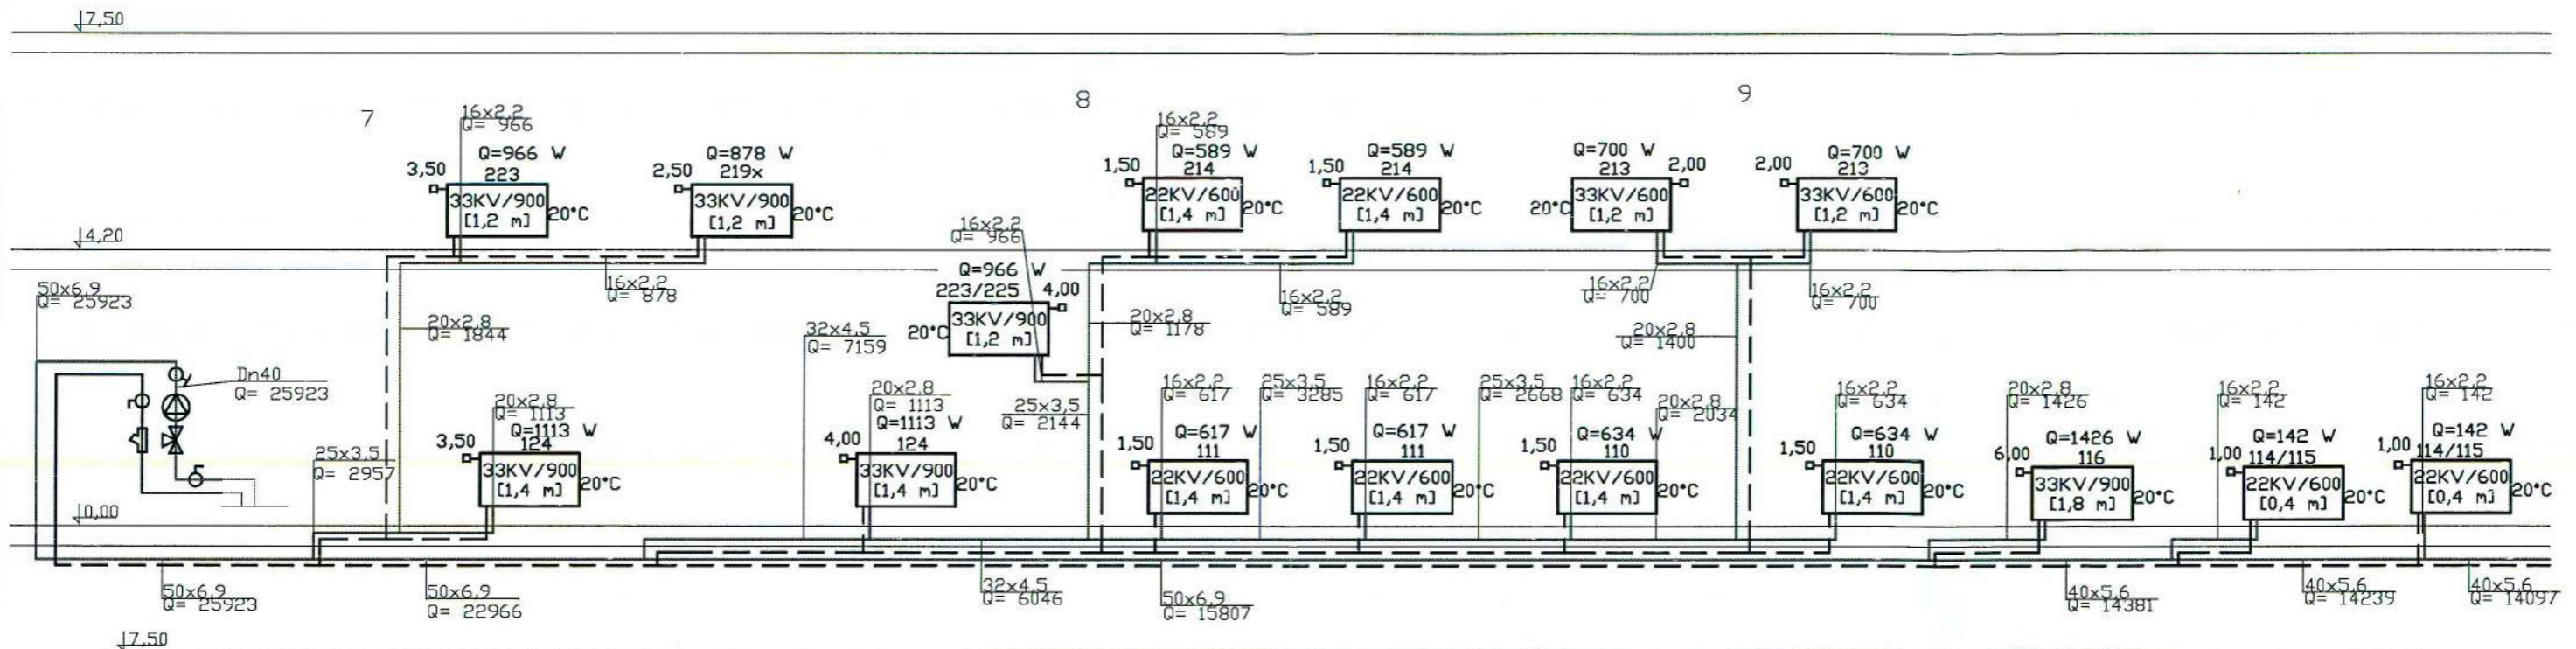 7,50
7
8
9
16x2,2
Q= 966
Q=966 W
3,50
223
33KV/900
[1,2 m]
20°C
Q=878 W
2,50
219x
33KV/900
[1,2 m]
20°C
16x2,2
Q= 589
Q=589 W
1,50
214
22KV/600
[1,4 m]
20°C
Q=589 W
1,50
214
22KV/600
[1,4 m]
20°C
Q=700 W
213
2,00
20°C
33KV/600
[1,2 m]
Q=700 W
2,00
213
33KV/600
[1,2 m]
20°C
4,20
16x2,2
Q= 966
Q=966 W
223/225
4,00
20°C
33KV/900
[1,2 m]
50x6,9
Q= 25923
16x2,2
Q= 878
20x2,8
Q= 1844
32x4,5
Q= 7159
20x2,8
Q= 1178
16x2,2
Q= 589
16x2,2
Q= 700
16x2,2
Q= 700
20x2,8
Q= 1400
Dn40
Q= 25923
25x3,5
Q= 2957
20x2,8
Q= 1113
Q=1113 W
3,50
124
33KV/900
[1,4 m]
20°C
20x2,8
Q= 1113
Q=1113 W
4,00
124
33KV/900
[1,4 m]
20°C
25x3,5
Q= 2144
16x2,2
Q= 617
Q=617 W
1,50
111
22KV/600
[1,4 m]
20°C
25x3,5
Q= 3285
16x2,2
Q= 617
Q=617 W
1,50
111
22KV/600
[1,4 m]
20°C
25x3,5
Q= 2668
16x2,2
Q= 634
Q=634 W
1,50
110
22KV/600
[1,4 m]
20°C
20x2,8
Q= 2034
16x2,2
Q= 634
Q=634 W
1,50
110
22KV/600
[1,4 m]
20°C
20x2,8
Q= 1426
Q=1426 W
6,00
116
33KV/900
[1,8 m]
20°C
16x2,2
Q= 142
Q=142 W
1,00
114/115
22KV/600
[0,4 m]
20°C
16x2,2
Q= 142
Q=142 W
1,00
114/115
22KV/600
[0,4 m]
20°C
0,00
50x6,9
Q= 25923
50x6,9
Q= 22966
32x4,5
Q= 6046
50x6,9
Q= 15807
40x5,6
Q= 14381
40x5,6
Q= 14239
40x5,6
Q= 14097
7,50